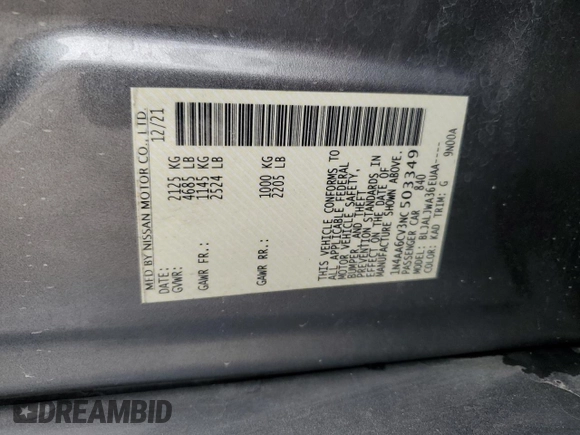 MFD BY NISSAN MOTOR CO., LTD.
DATE: 12/21
GVWR: 2125 KG
4685 LB
GAWR FR.: 1145 KG
2524 LB
GAWR RR.: 1000 KG
2205 LB
THIS VEHICLE CONFORMS TO
ALL APPLICABLE FEDERAL
MOTOR VEHICLE SAFETY,
BUMPER, AND THEFT
PREVENTION STANDARDS IN
EFFECT ON THE DATE OF
MANUFACTURE SHOWN ABOVE.
1N4AA6CV3NC503349
PASSENGER CAR 840
MODEL: BLJALJWA36EUAA-----
COLOR: KAD TRIM: G 9N00A
DREAMBID